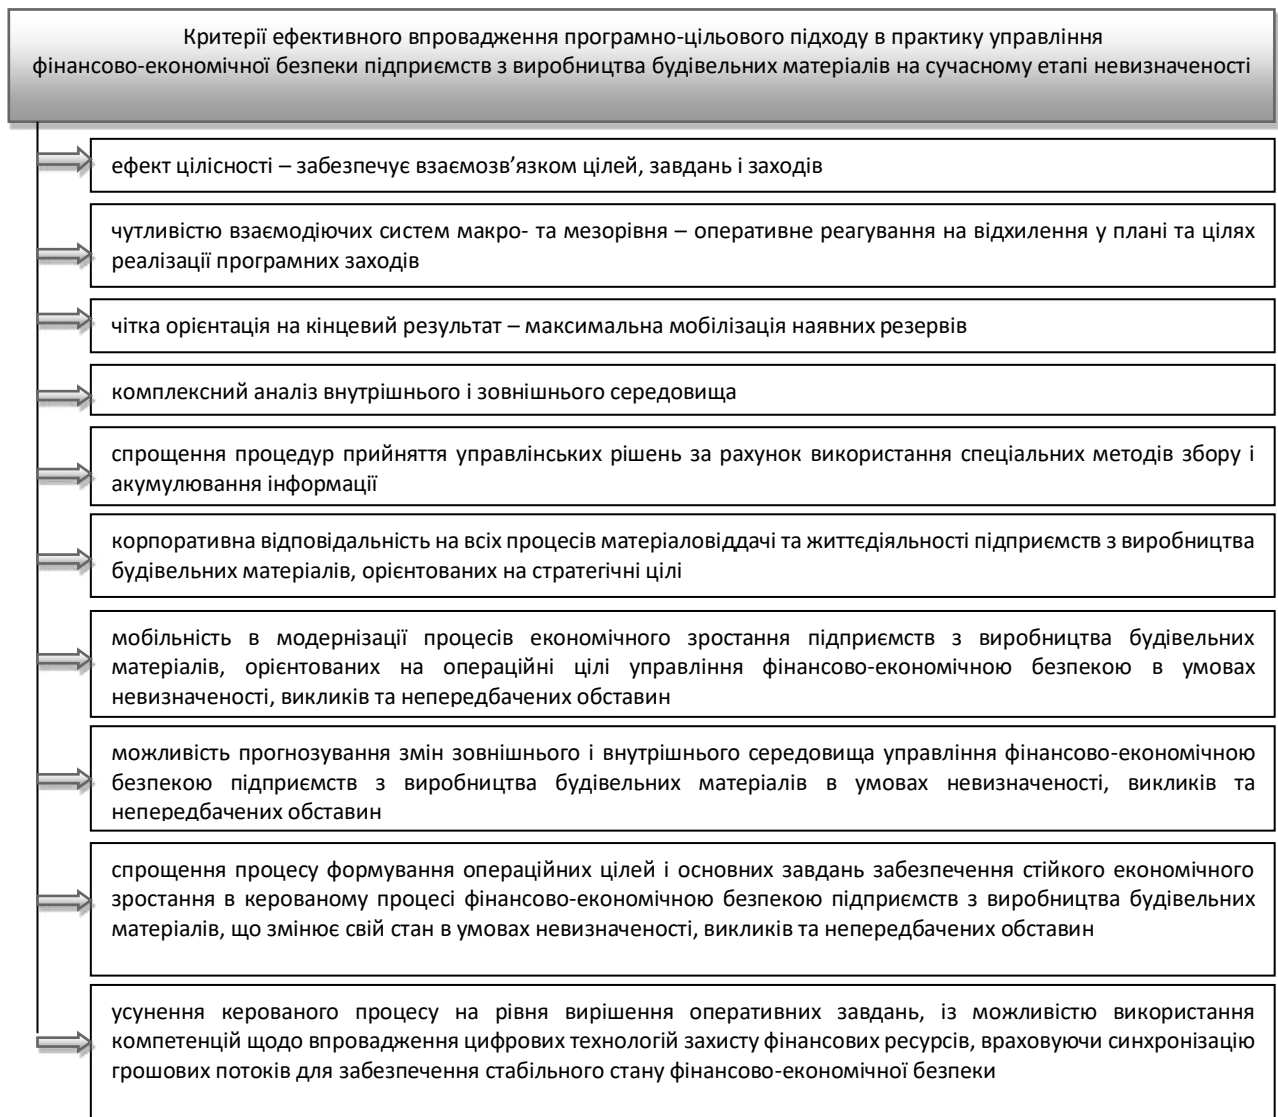 Критерії ефективного впровадження програмно-цільового підходу в практику управління
фінансово-економічної безпеки підприємств з виробництва будівельних матеріалів на сучасному етапі невизначеності
ефект цілісності – забезпечує взаємозв’язком цілей, завдань і заходів
чутливістю взаємодіючих систем макро- та мезорівня – оперативне реагування на відхилення у плані та цілях
реалізації програмних заходів
чітка орієнтація на кінцевий результат – максимальна мобілізація наявних резервів
комплексний аналіз внутрішнього і зовнішнього середовища
спрощення процедур прийняття управлінських рішень за рахунок використання спеціальних методів збору і
акумулювання інформації
корпоративна відповідальність на всіх процесів матеріаловіддачі та життєдіяльності підприємств з виробництва
будівельних матеріалів, орієнтованих на стратегічні цілі
мобільність в модернізації процесів економічного зростання підприємств з виробництва будівельних
матеріалів, орієнтованих на операційні цілі управління фінансово-економічною безпекою в умовах
невизначеності, викликів та непередбачених обставин
можливість прогнозування змін зовнішнього і внутрішнього середовища управління фінансово-економічною
безпекою підприємств з виробництва будівельних матеріалів в умовах невизначеності, викликів та
непередбачених обставин
спрощення процесу формування операційних цілей і основних завдань забезпечення стійкого економічного
зростання в керованому процесі фінансово-економічною безпекою підприємств з виробництва будівельних
матеріалів, що змінює свій стан в умовах невизначеності, викликів та непередбачених обставин
усунення керованого процесу на рівня вирішення оперативних завдань, із можливістю використання
компетенцій щодо впровадження цифрових технологій захисту фінансових ресурсів, враховуючи синхронізацію
грошових потоків для забезпечення стабільного стану фінансово-економічної безпеки